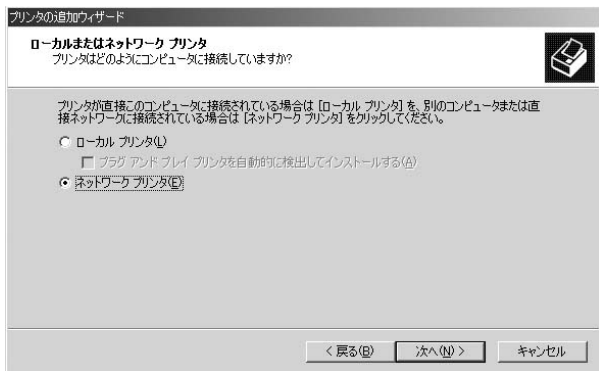 プリンタの追加ウィザード
ローカルまたはネットワーク プリンタ
プリンタはどのようにコンピュータに接続していますか?
プリンタが直接このコンピュータに接続されている場合は [ローカル プリンタ] を、別のコンピュータまたは直
接ネットワークに接続されている場合は [ネットワーク プリンタ] をクリックしてください。
ローカル プリンタ(L)
プラグ アンド プレイ プリンタを自動的に検出してインストールする(A)
ネットワーク プリンタ(E)
< 戻る(B) 次へ(N) > キャンセル